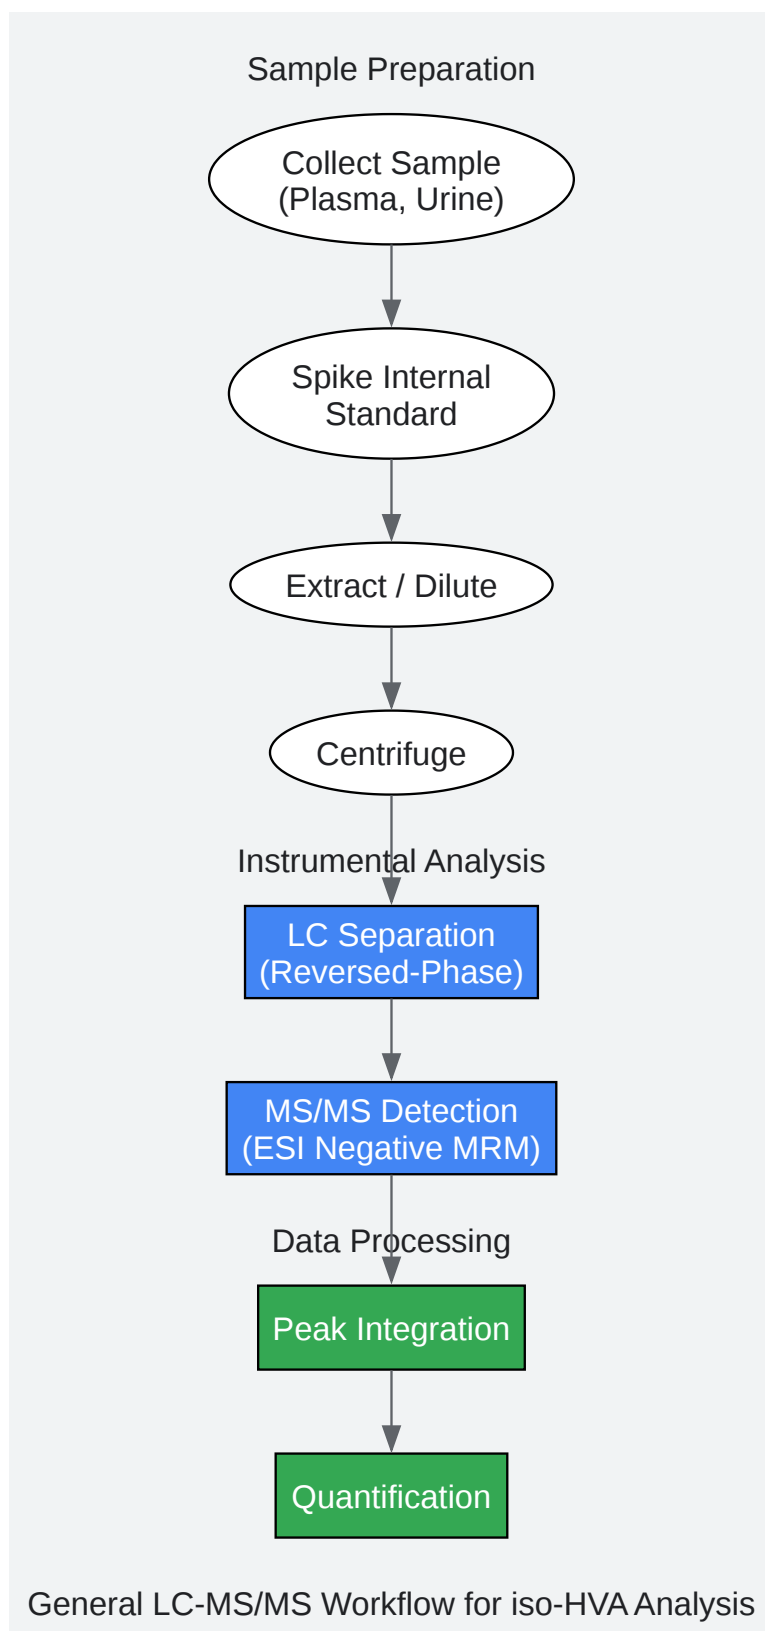 Sample Preparation
Collect Sample
(Plasma, Urine)
Spike Internal
Standard
Extract / Dilute
Centrifuge
Instrumental Analysis
LC Separation
(Reversed-Phase)
MS/MS Detection
(ESI Negative MRM)
Data Processing
Peak Integration
Quantification
General LC-MS/MS Workflow for iso-HVA Analysis